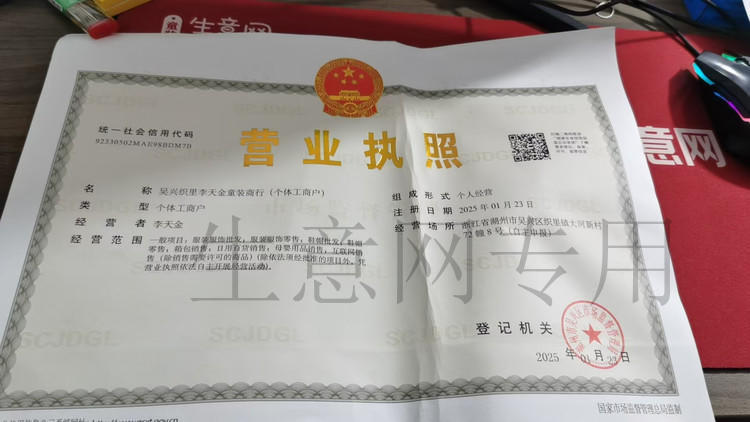 生意网
统一社会信用代码
92330502MAE98BDM7D
营业执照
SCJDGL
名 称 吴兴织里李天金童装商行（个体工商户）
类 型 个体工商户
经 营 者 李天金
经 营 范 围 一般项目：服装服饰批发；服装服饰零售；鞋帽批发；鞋帽
零售；箱包销售；日用百货销售；母婴用品销售；互联网销
售（除销售需要许可的商品）（除依法须经批准的项目外，凭
营业执照依法自主开展经营活动）。
组 成 形 式 个人经营
注 册 日 期 2025 年 01 月 23 日
经 营 场 所 浙江省湖州市吴兴区织里镇大河新村
72 幢 8 号（自主申报）
意网
生意网专用
登 记 机 关
2025 年 01 月 23 日
SCJDGL
SCJDGL
国家市场监督管理总局监制